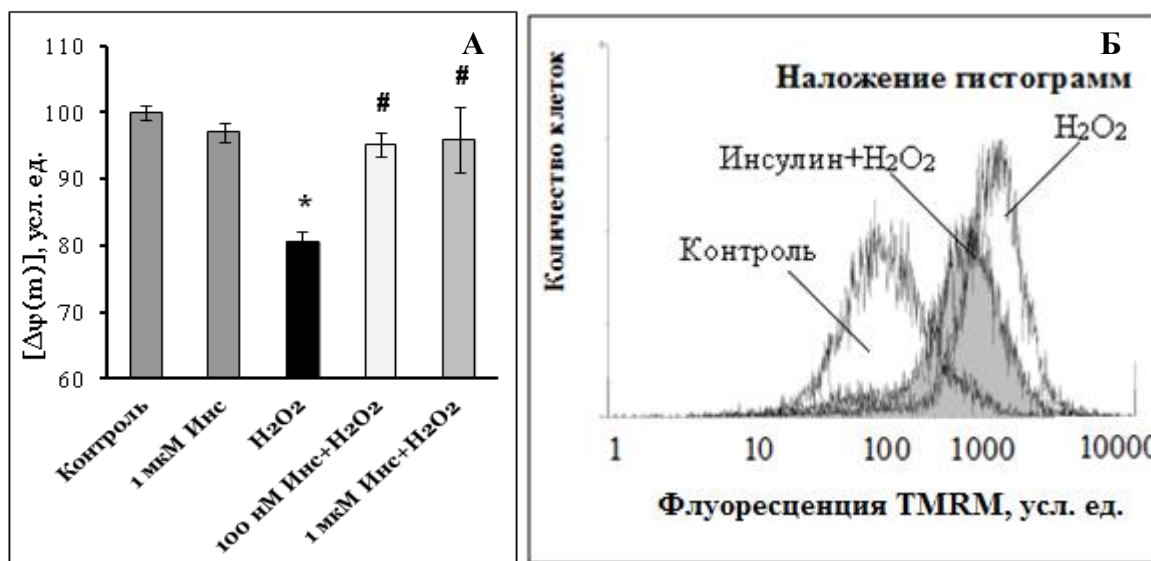 А
[Δψ(m)], усл. ед.
110
100
90
80
70
60
*
#
#
Контроль
1 мкМ Инс
H2O2
100 нМ Инс+H2O2
1 мкМ Инс+H2O2
Б
Наложение гистограмм
H2O2
Инсулин+H2O2
Контроль
Количество клеток
1 10 100 1000 10000
Флуоресценция TMRM, усл. ед.